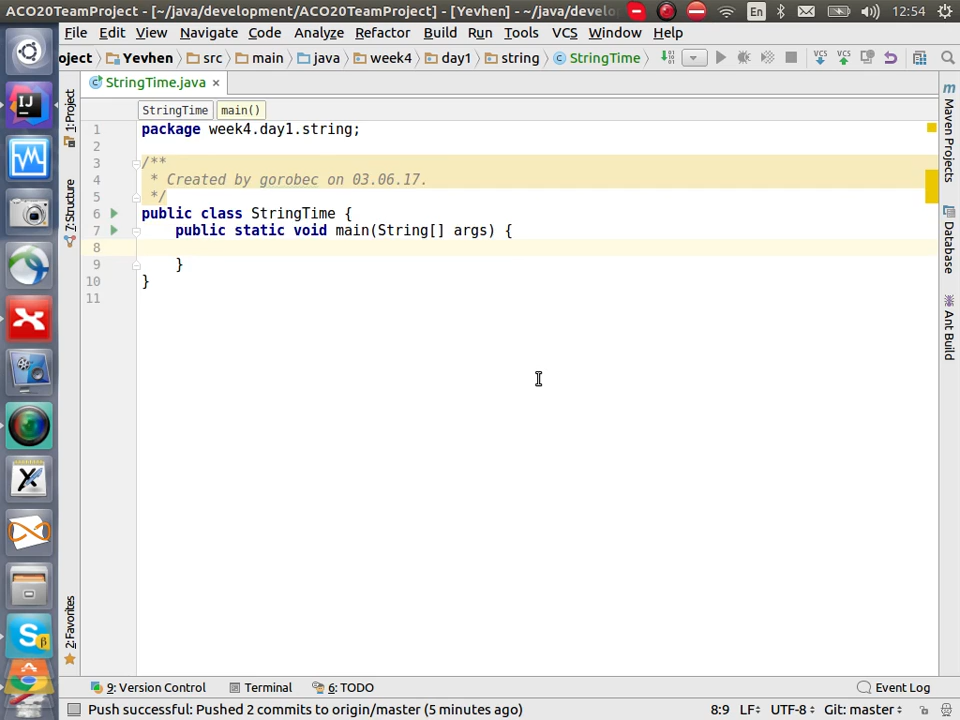 ACO20TeamProject - [~/java/development/ACO20TeamProject] - [Yevhen] - ~/java/develo
En
12:54
File Edit View Navigate Code Analyze Refactor Build Run Tools VCS Window Help
oject Yevhen src main java week4 day1 string StringTime
VCS VCS
StringTime.java
StringTime main()
1 package week4.day1.string;
2
3 /**
4 * Created by gorobec on 03.06.17.
5 */
6 public class StringTime {
7 public static void main(String[] args) {
8
9 }
10 }
11
1: Project
7: Structure
2: Favorites
Maven Projects
Database
Ant Build
9: Version Control Terminal 6: TODO Event Log
Push successful: Pushed 2 commits to origin/master (5 minutes ago) 8:9 LF UTF-8 Git: master